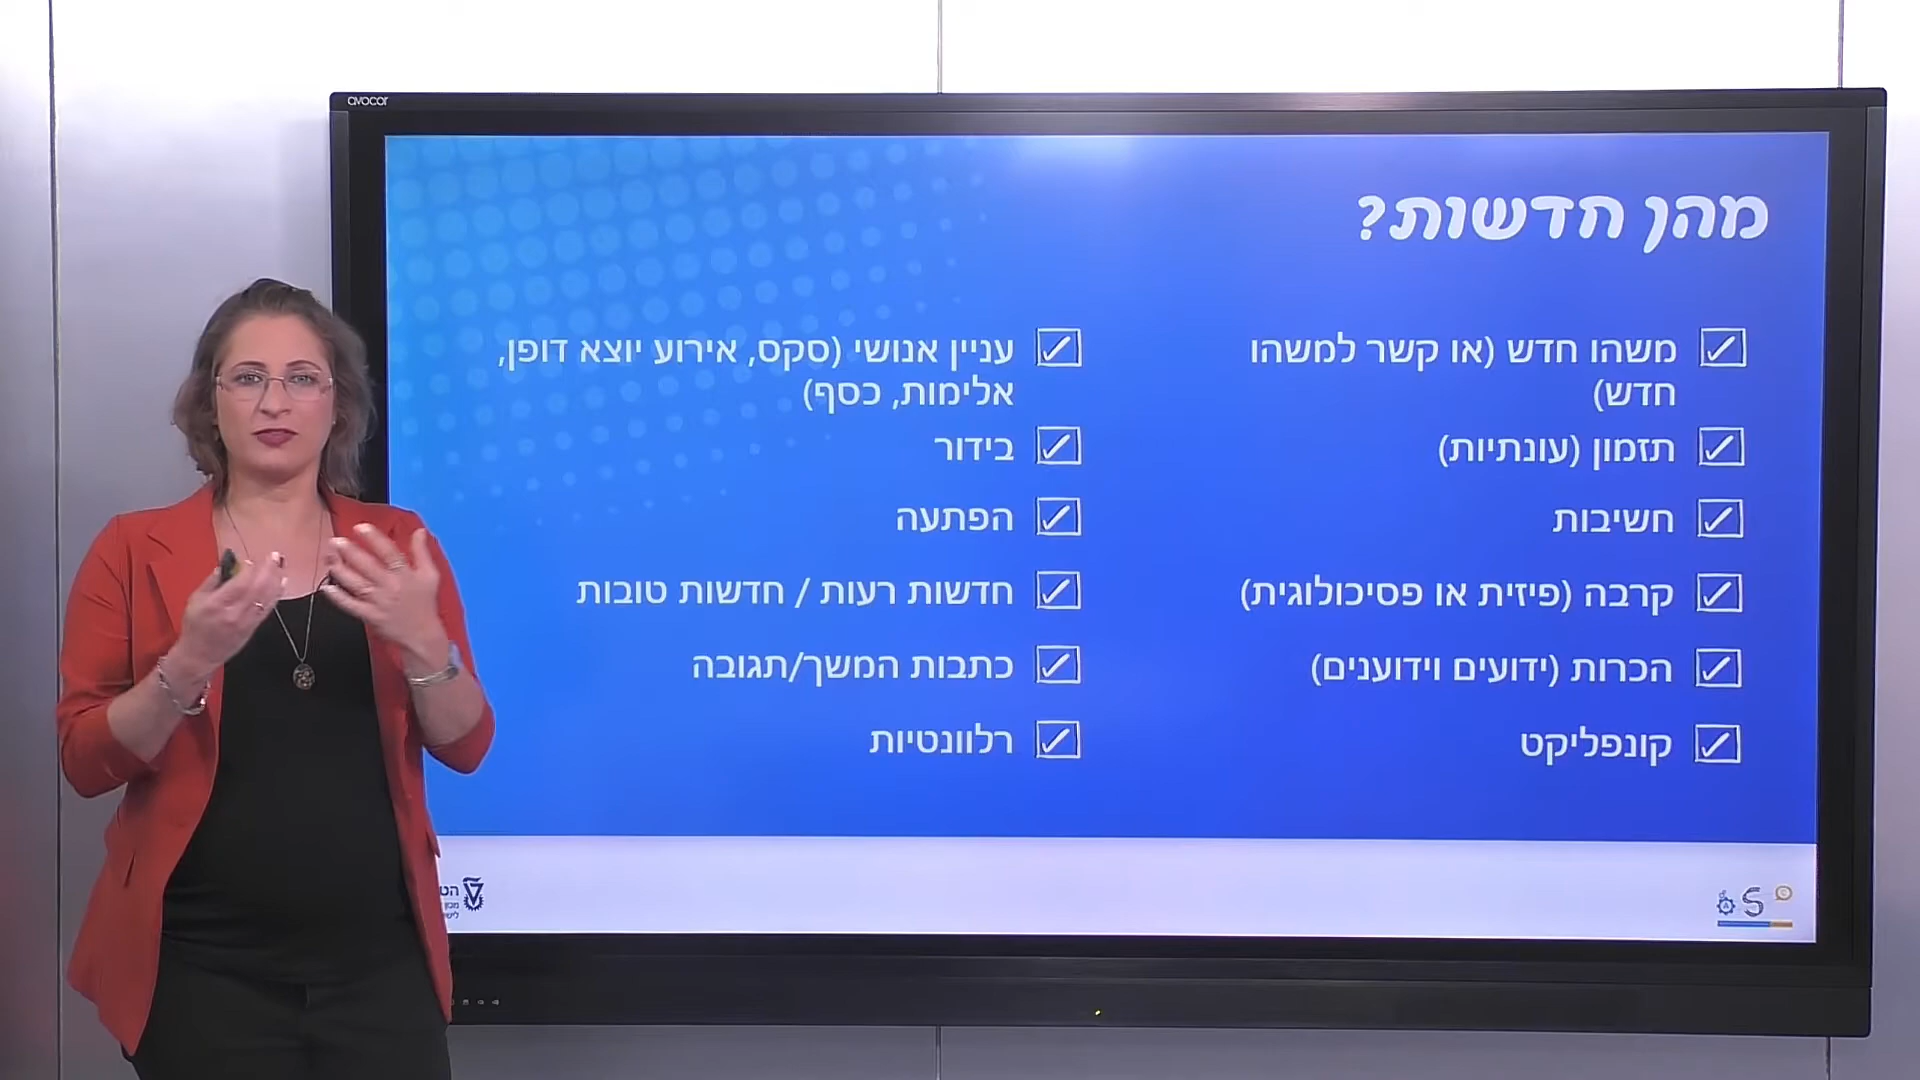 avocor
מהן חדשות?
משהו חדש (או קשר למשהו
חדש)
תזמון (עונתיות)
חשיבות
קרבה (פיזית או פסיכולוגית)
הכרות (ידועים וידוענים)
קונפליקט
עניין אנושי (סקס, אירוע יוצא דופן,
אלימות, כסף)
בידור
הפתעה
חדשות רעות / חדשות טובות
כתבות המשך/תגובה
רלוונטיות
הט
מכון